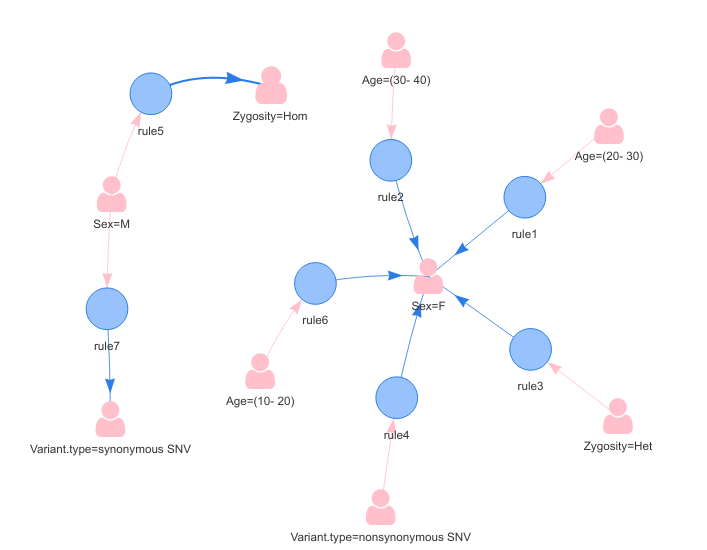 Age=(30- 40)
Zygosity=Hom
rule5
Age=(20- 30)
rule2
Sex=M
rule1
Sex=F
rule6
rule7
rule3
Age=(10- 20)
rule4
Variant.type=synonymous SNV
Zygosity=Het
Variant.type=nonsynonymous SNV